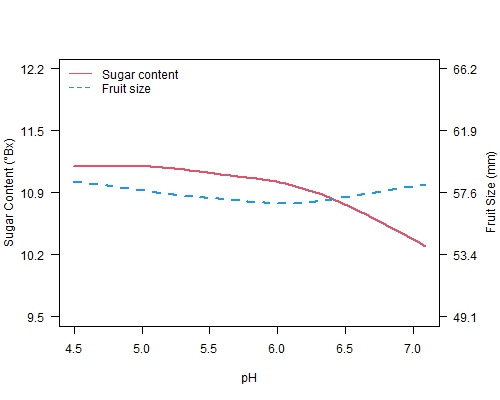 Sugar content
Fruit size
12.2
11.5
10.9
10.2
9.5
Sugar Content (°Bx)
66.2
61.9
57.6
53.4
49.1
Fruit Size (mm)
4.5 5.0 5.5 6.0 6.5 7.0
pH